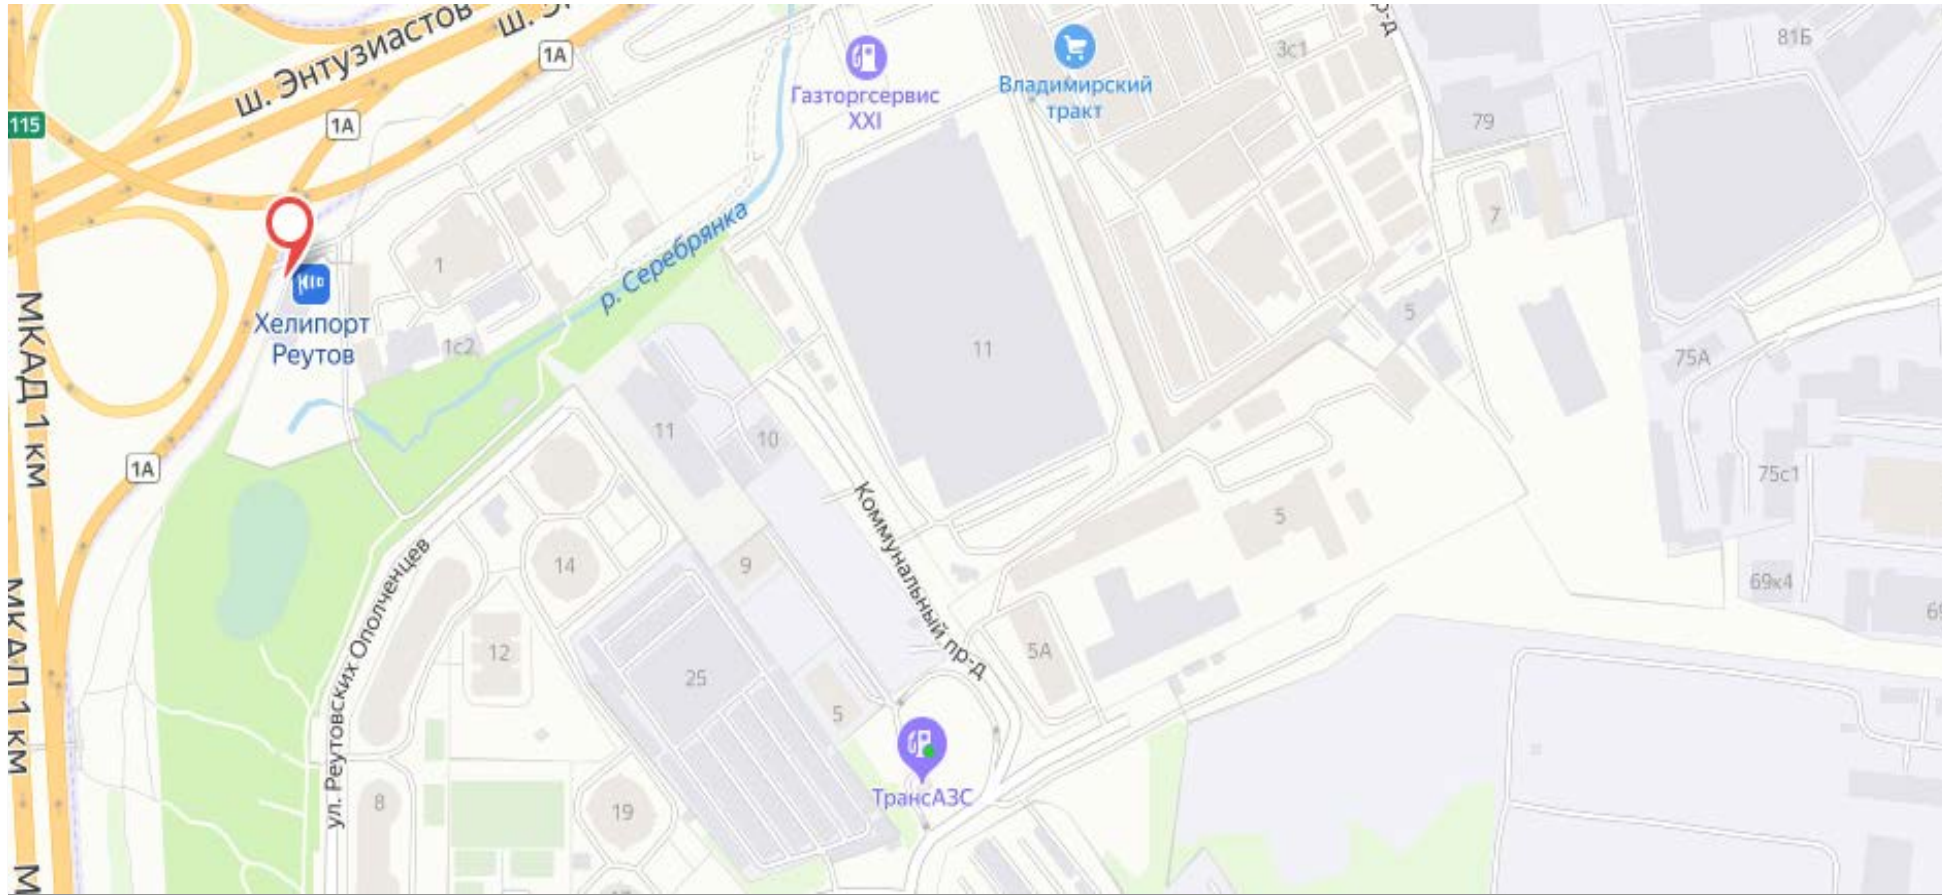 ш. Энтузиастов
ш. Э
1А
115
1А
Газторгсервис
XXI
Владимирский
тракт
3с1
пр-д
81Б
79
7
р. Серебрянка
1
1с2
Хелипорт
Реутов
МКАД 1 км
1А
11
5
75А
11
10
75с1
Коммунальный пр-д
5
14
9
69к4
69
ул. Реутовских Ополченцев
12
5А
25
5
МКАД 1 км
ТрансАЗС
8
19
М